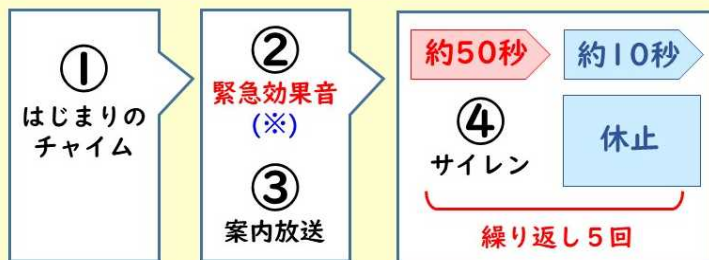 ①
はじまりの
チャイム
②
緊急効果音
(※)
③
案内放送
約50秒
約10秒
④
サイレン
休止
繰り返し5回